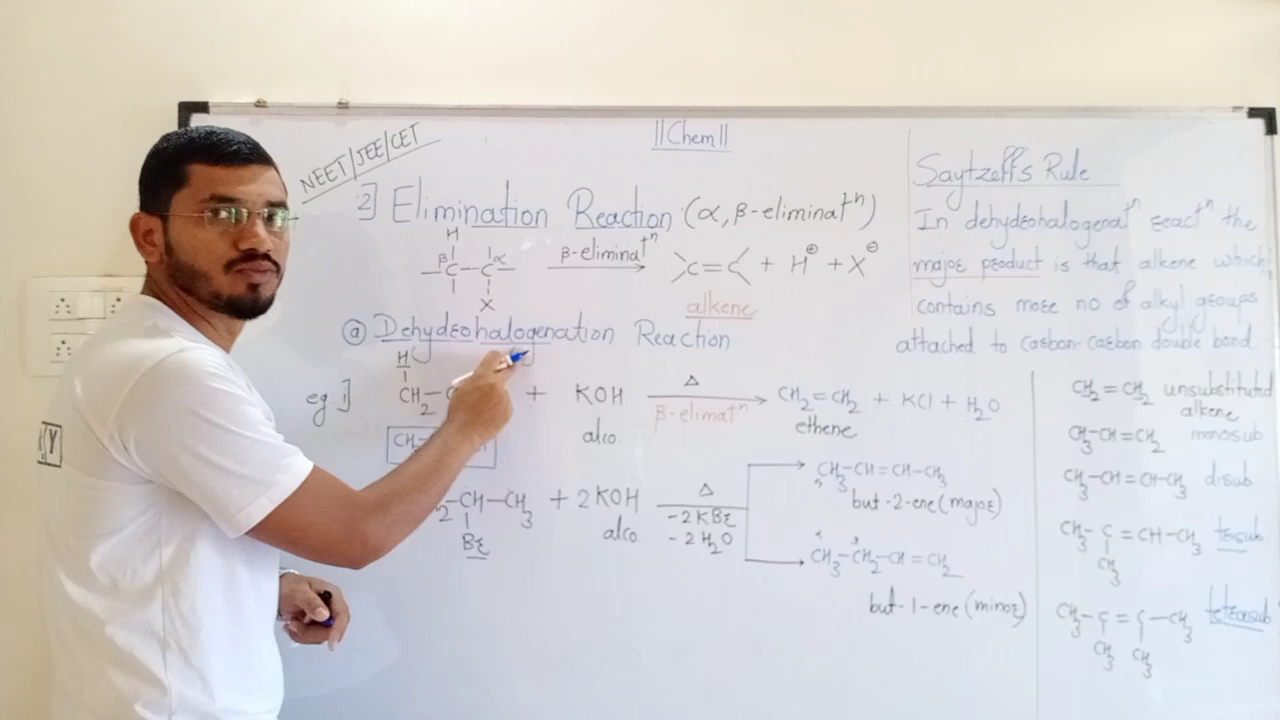 ||Chem||
NEET/JEE/CET
2] Elimination Reaction (α, β-eliminatⁿ)
H
β α
—C—C— β-eliminatⁿ >C=C< + H⊕ + X⊖
X
alkene
ⓐ Dehydrohalogenation Reaction
H
eg 1] CH₂– + KOH Δ CH₂=CH₂ + KCl + H₂O
alco. β-elimatⁿ ethene
CH
–CH–CH₃ + 2KOH Δ CH₃–CH=CH–CH₃
Br alco -2KBr but-2-ene (major)
-2H₂O
CH₃–CH₂–CH=CH₂
but-1-ene (minor)
Saytzeff's Rule
In dehydrohalogenatⁿ reactⁿ the
major product is that alkene which
contains more no of alkyl groups
attached to carbon-carbon double bond
CH₂=CH₂ unsubstituted
alkene
CH₃–CH=CH₂ monosub
CH₃–CH=CH–CH₃ disub
CH₃–C=CH–CH₃ trisub
CH₃
CH₃–C=C–CH₃ tetrasub
CH₃ CH₃